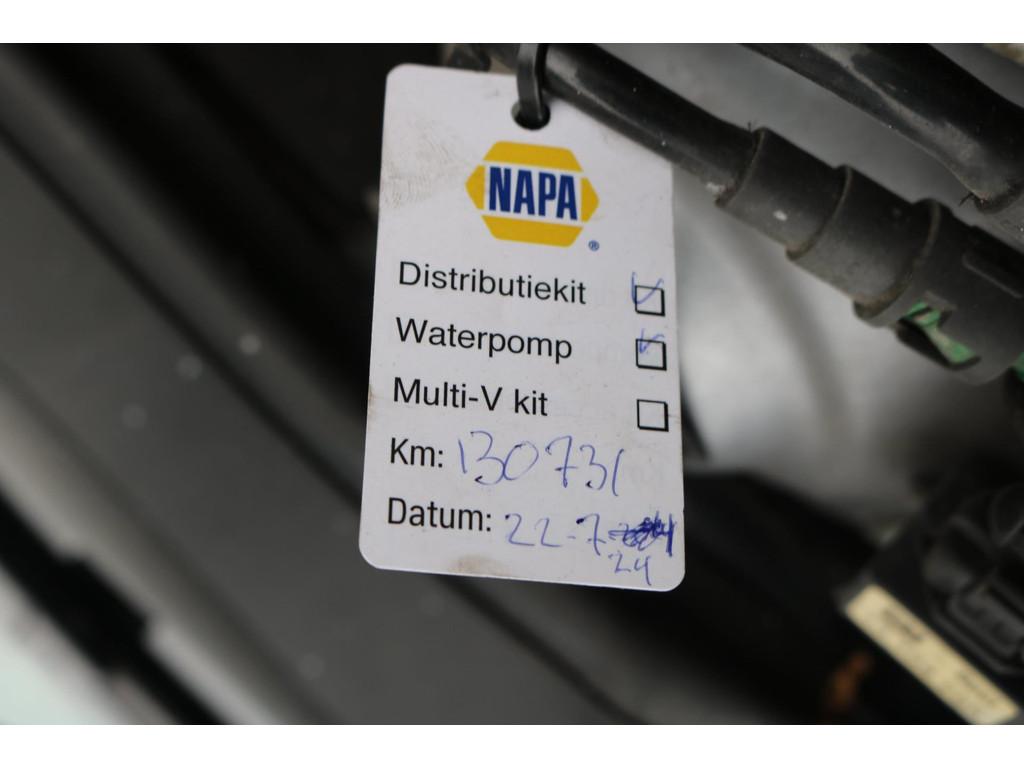 NAPA
®
Distributiekit
Waterpomp
Multi-V kit
Km: 130731
Datum: 22-7
24